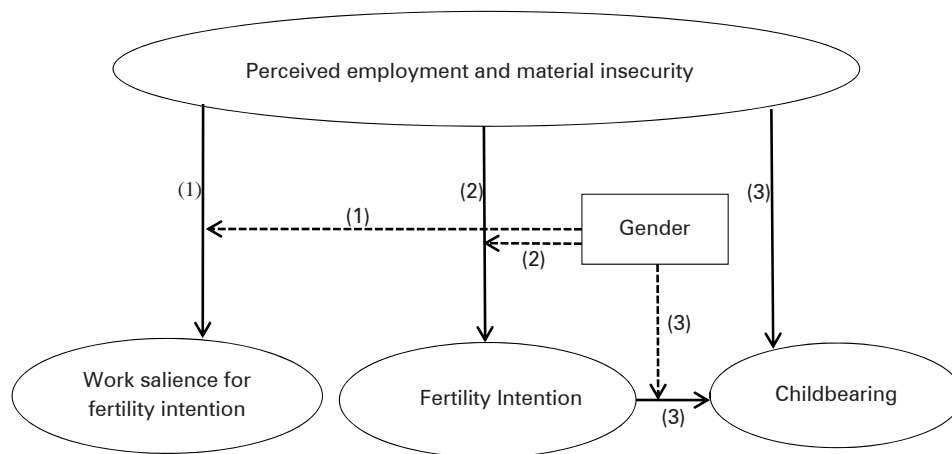 Perceived employment and material insecurity
(1)
(2)
(3)
(1)
Gender
(2)
(3)
Work salience for
fertility intention
Fertility Intention
(3)
Childbearing